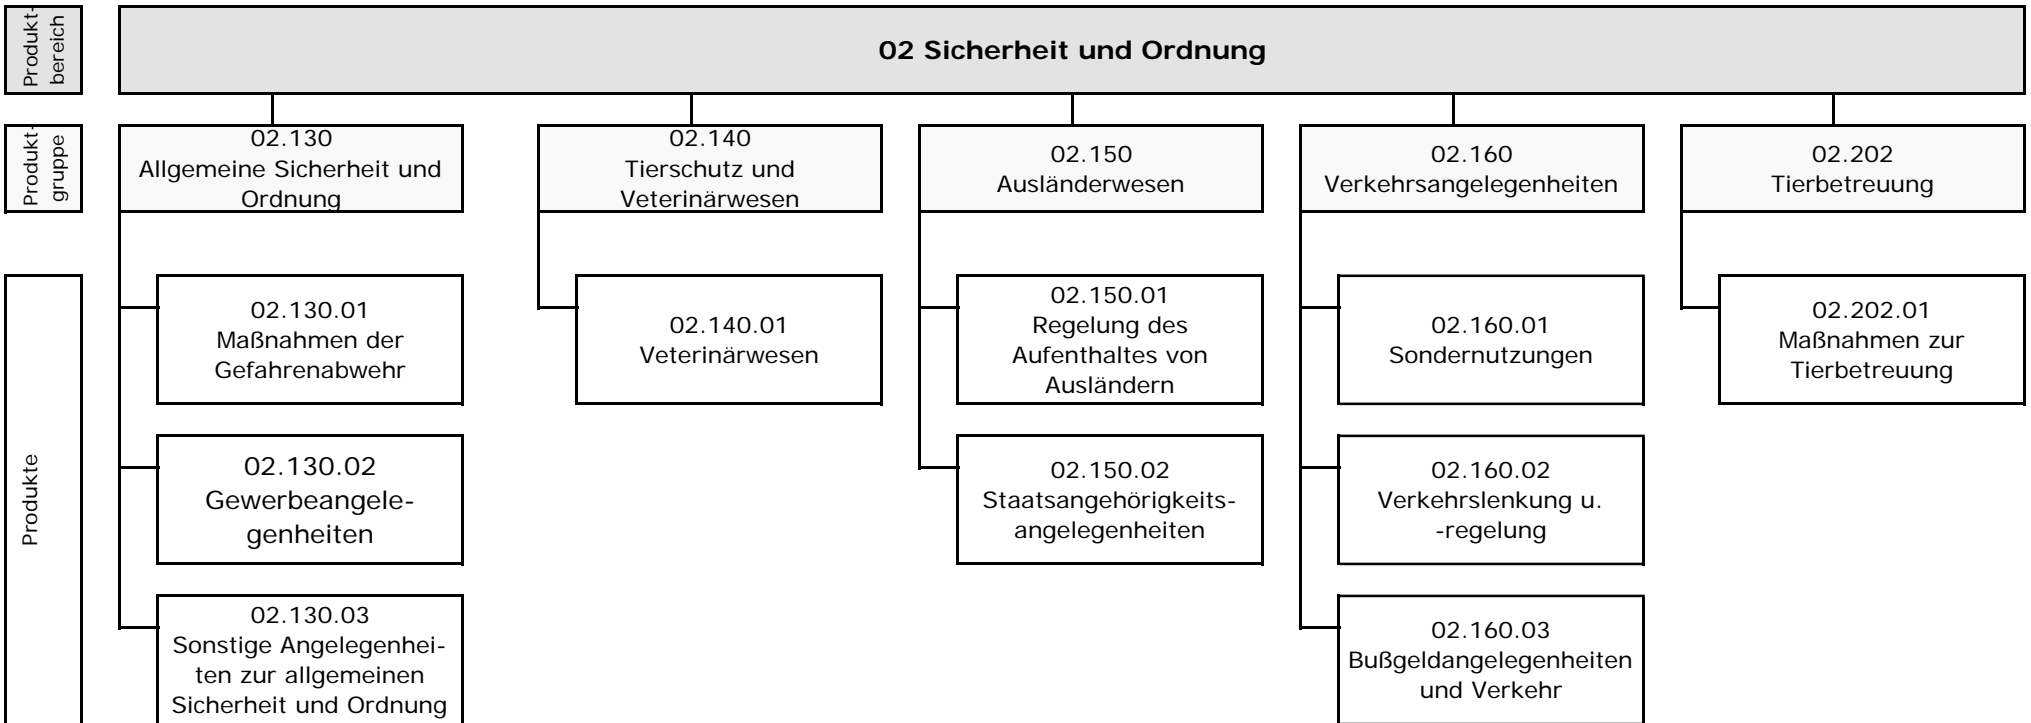 Produkt-
bereich
02 Sicherheit und Ordnung
Produkt-
gruppe
02.130
Allgemeine Sicherheit und
Ordnung
02.140
Tierschutz und
Veterinärwesen
02.150
Ausländerwesen
02.160
Verkehrsangelegenheiten
02.202
Tierbetreuung
Produkte
02.130.01
Maßnahmen der
Gefahrenabwehr
02.140.01
Veterinärwesen
02.150.01
Regelung des
Aufenthaltes von
Ausländern
02.160.01
Sondernutzungen
02.202.01
Maßnahmen zur
Tierbetreuung
02.130.02
Gewerbeangele-
genheiten
02.150.02
Staatsangehörigkeits-
angelegenheiten
02.160.02
Verkehrslenkung u.
-regelung
02.130.03
Sonstige Angelegenhei-
ten zur allgemeinen
Sicherheit und Ordnung
02.160.03
Bußgeldangelegenheiten
und Verkehr